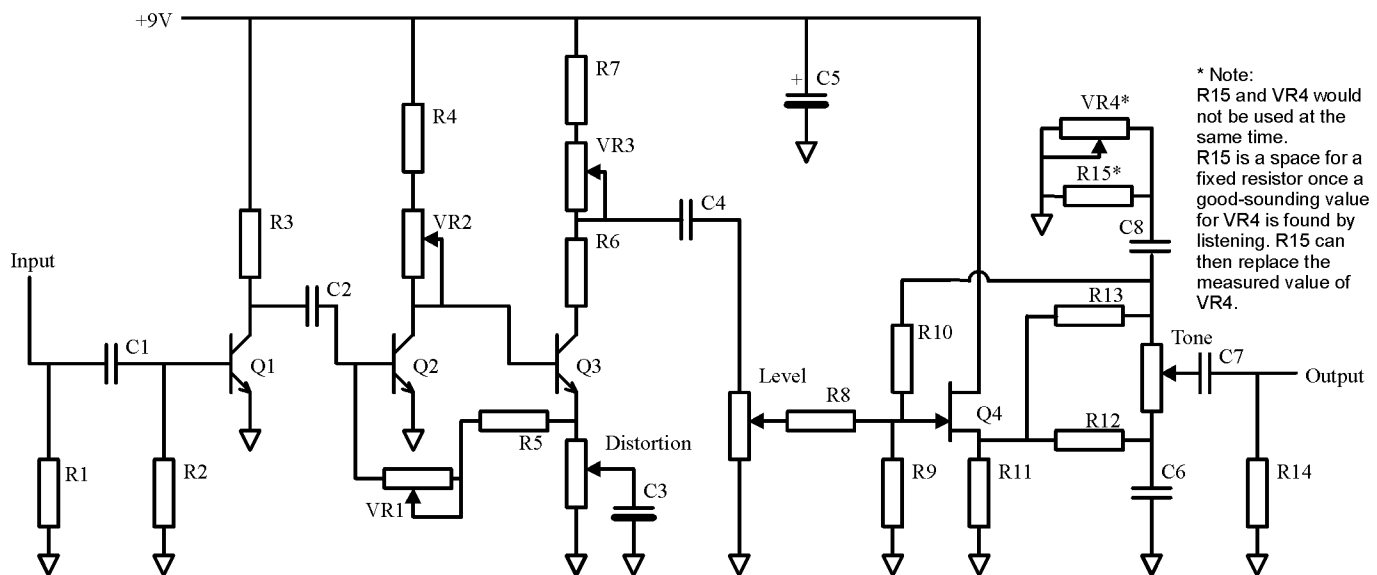 +9V
R7
+
C5
* Note:
R15 and VR4 would
not be used at the
same time.
R15 is a space for a
fixed resistor once a
good-sounding value
for VR4 is found by
listening. R15 can
then replace the
measured value of
VR4.
VR4*
R15*
R4
VR3
R3
VR2
C4
R6
C8
Input
C2
R13
R10
C1
Q1
Q2
Q3
Level
Tone
C7
Output
R8
Q4
R5
Distortion
R12
R1
R2
VR1
C3
R9
R11
C6
R14